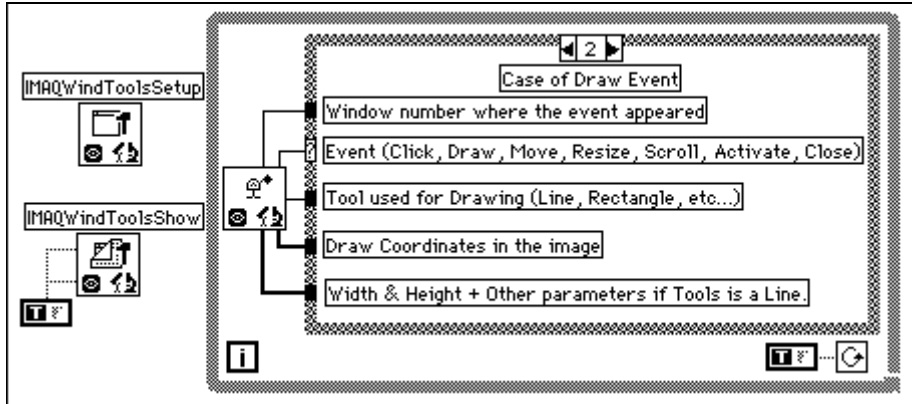 2
Case of Draw Event
IMAQWindToolsSetup
Window number where the event appeared
?
Event (Click, Draw, Move, Resize, Scroll, Activate, Close)
Tool used for Drawing (Line, Rectangle, etc...)
IMAQWindToolsShow
Draw Coordinates in the image
Width & Height + Other parameters if Tools is a Line.
T F
i
T F